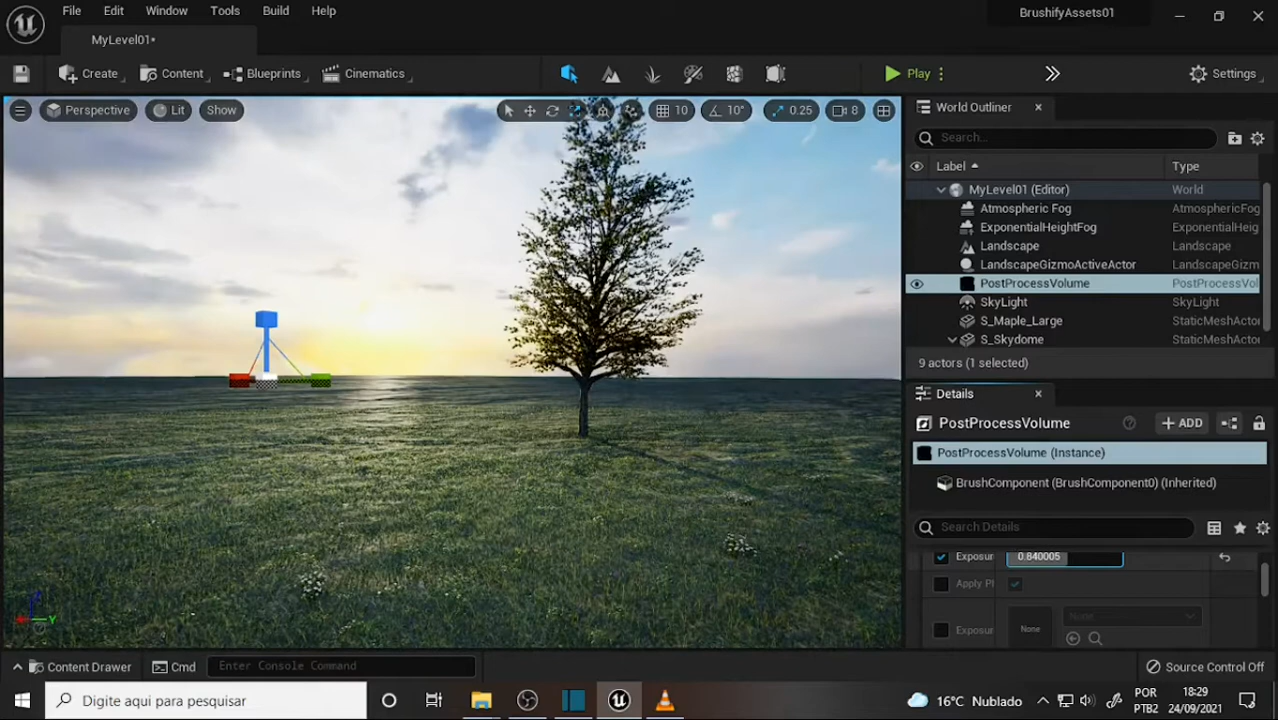 File Edit Window Tools Build Help
BrushifyAssets01
MyLevel01*
Create Content Blueprints Cinematics Play Settings
Perspective Lit Show 10 10° 0.25 8
World Outliner
Search...
Label Type
MyLevel01 (Editor) World
Atmospheric Fog AtmosphericFog
ExponentialHeightFog ExponentialHeig
Landscape Landscape
LandscapeGizmoActiveActor LandscapeGizm
PostProcessVolume PostProcessVol
SkyLight SkyLight
S_Maple_Large StaticMeshActo
S_Skydome StaticMeshActo
9 actors (1 selected)
Details
PostProcessVolume ADD
PostProcessVolume (Instance)
BrushComponent (BrushComponent0) (Inherited)
Search Details
Exposur 0.840005
Apply Pl
Exposur None None
Y
Content Drawer Cmd Enter Console Command Source Control Off
Digite aqui para pesquisar 16°C Nublado POR 18:29
PTB2 24/09/2021